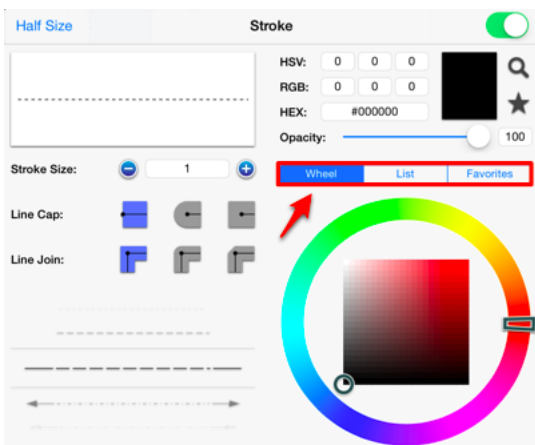 Half Size
Stroke
HSV: 0 0 0
RGB: 0 0 0
HEX: #000000
Opacity: 100
Stroke Size: 1
Wheel List Favorites
Line Cap:
Line Join: